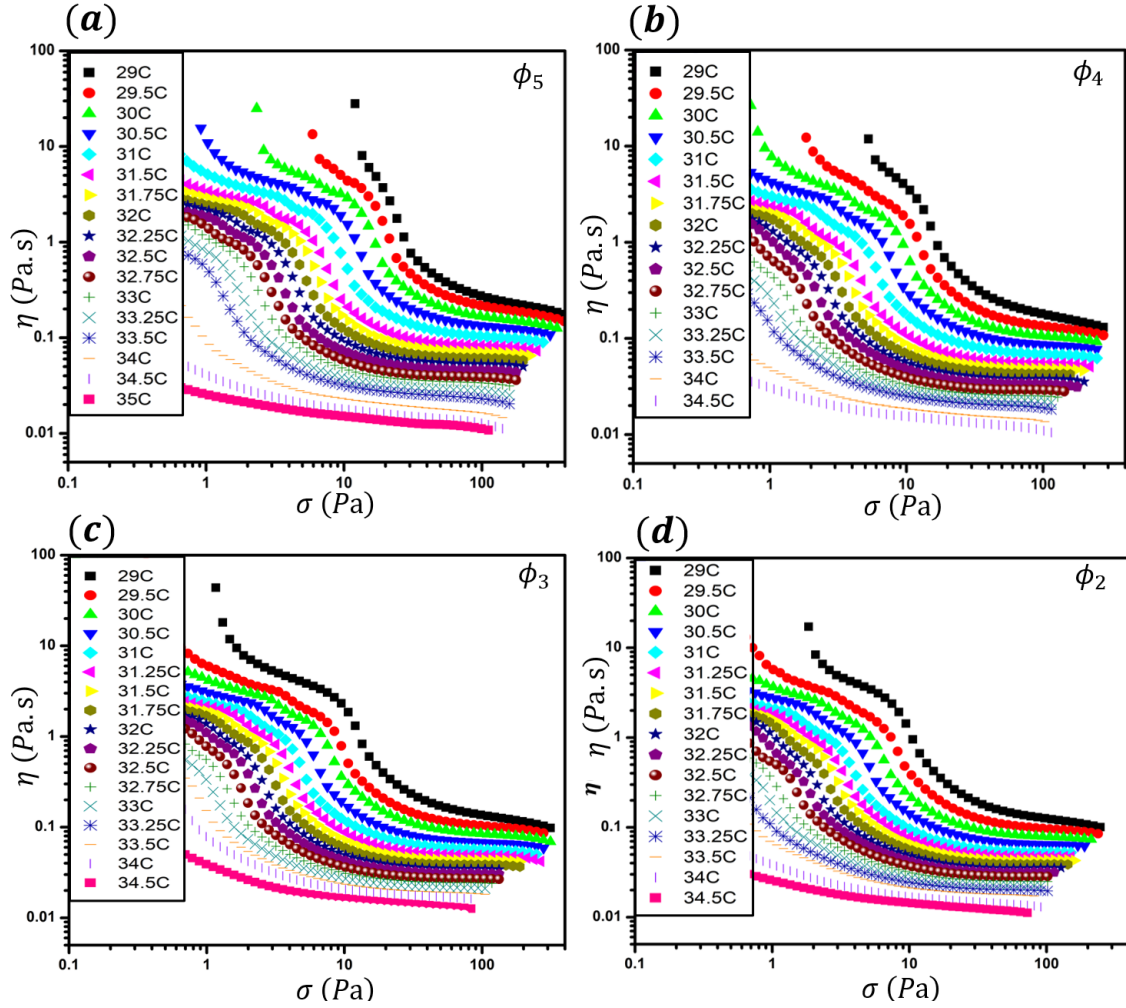 (a)
ϕ5
100
10
1
0.1
0.01
η (Pa.s)
29C
29.5C
30C
30.5C
31C
31.5C
31.75C
32C
32.25C
32.5C
32.75C
33C
33.25C
33.5C
34C
34.5C
35C
0.1
1
10
100
σ (Pa)
(b)
ϕ4
100
10
1
0.1
0.01
η (Pa.s)
29C
29.5C
30C
30.5C
31C
31.5C
31.75C
32C
32.25C
32.5C
32.75C
33C
33.25C
33.5C
34C
34.5C
0.1
1
10
100
σ (Pa)
(c)
ϕ3
100
10
1
0.1
0.01
η (Pa.s)
29C
29.5C
30C
30.5C
31C
31.25C
31.5C
31.75C
32C
32.25C
32.5C
32.75C
33C
33.25C
33.5C
34C
34.5C
0.1
1
10
100
σ (Pa)
(d)
ϕ2
100
10
1
0.1
0.01
η
η (Pa.s)
29C
29.5C
30C
30.5C
31C
31.25C
31.5C
31.75C
32C
32.25C
32.5C
32.75C
33C
33.25C
33.5C
34C
34.5C
0.1
1
10
100
σ (Pa)